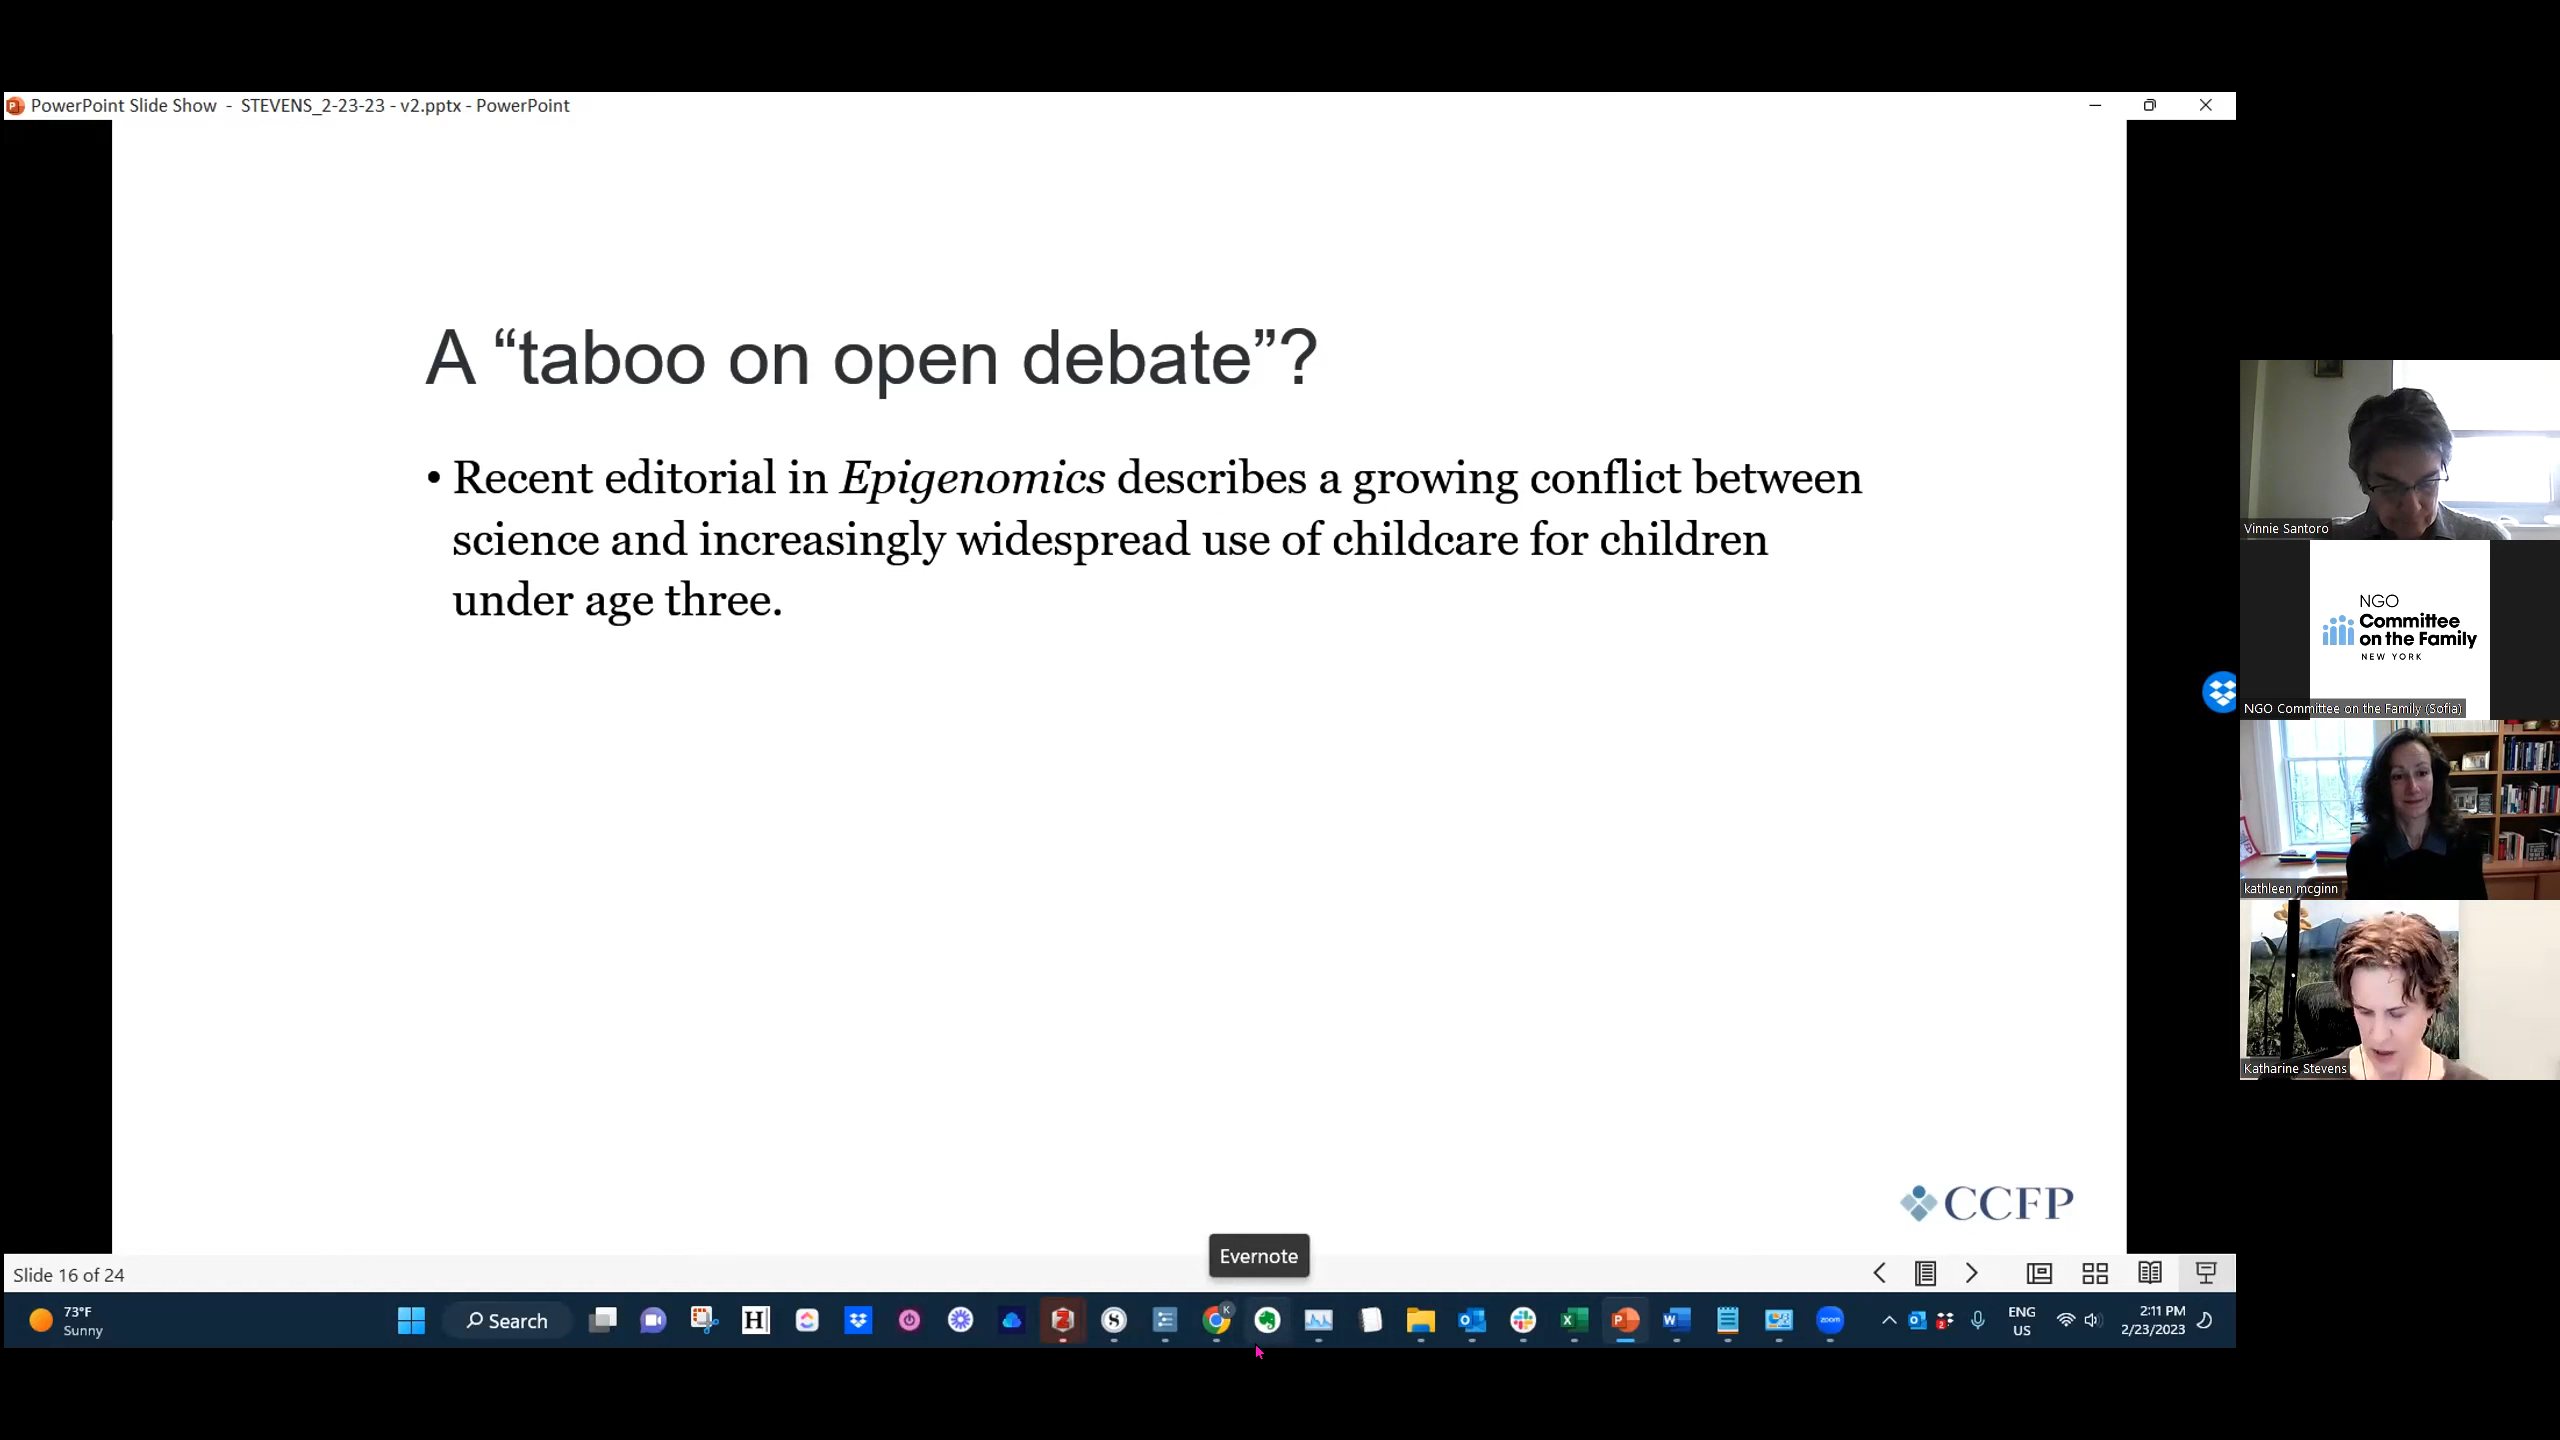 PowerPoint Slide Show - STEVENS_2-23-23 - v2.pptx - PowerPoint
A “taboo on open debate”?
• Recent editorial in Epigenomics describes a growing conflict between
science and increasingly widespread use of childcare for children
under age three.
CCFP
Vinnie Santoro
NGO
Committee
on the Family
NEW YORK
NGO Committee on the Family (Sofia)
kathleen mcginn
Katharine Stevens
Evernote
Slide 16 of 24
73°F
Sunny
Search
zoom
ENG
US
2:11 PM
2/23/2023